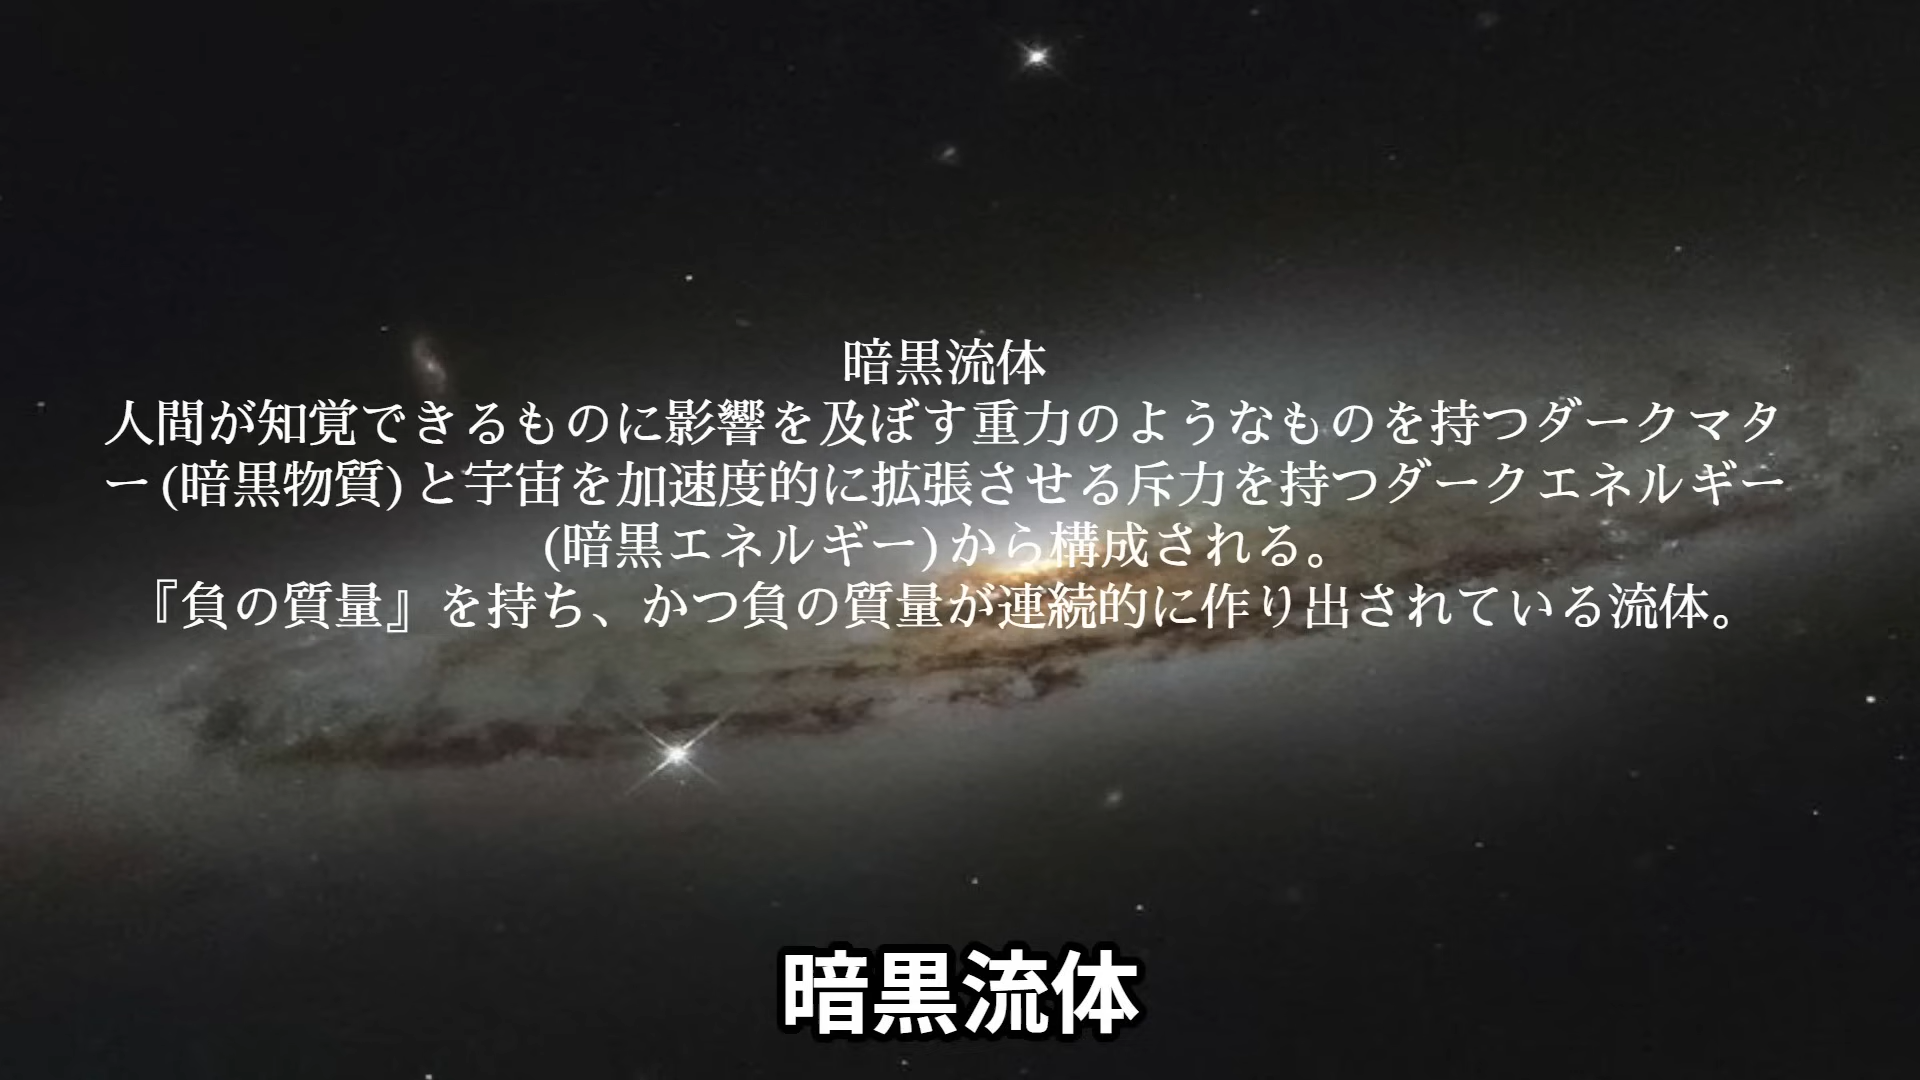 暗黒流体
人間が知覚できるものに影響を及ぼす重力のようなものを持つダークマタ
ー(暗黒物質)と宇宙を加速度的に拡張させる斥力を持つダークエネルギー
(暗黒エネルギー)から構成される。
『負の質量』を持ち、かつ負の質量が連続的に作り出されている流体。
暗黒流体